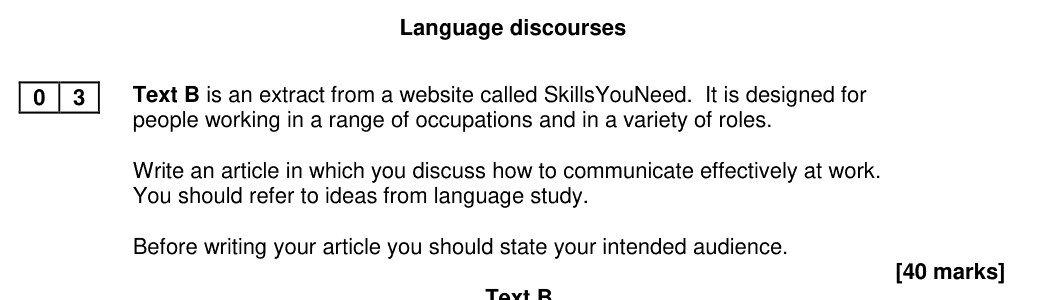 Language discourses
0 3 Text B is an extract from a website called SkillsYouNeed. It is designed for
people working in a range of occupations and in a variety of roles.
Write an article in which you discuss how to communicate effectively at work.
You should refer to ideas from language study.
Before writing your article you should state your intended audience.
[40 marks]
Text B